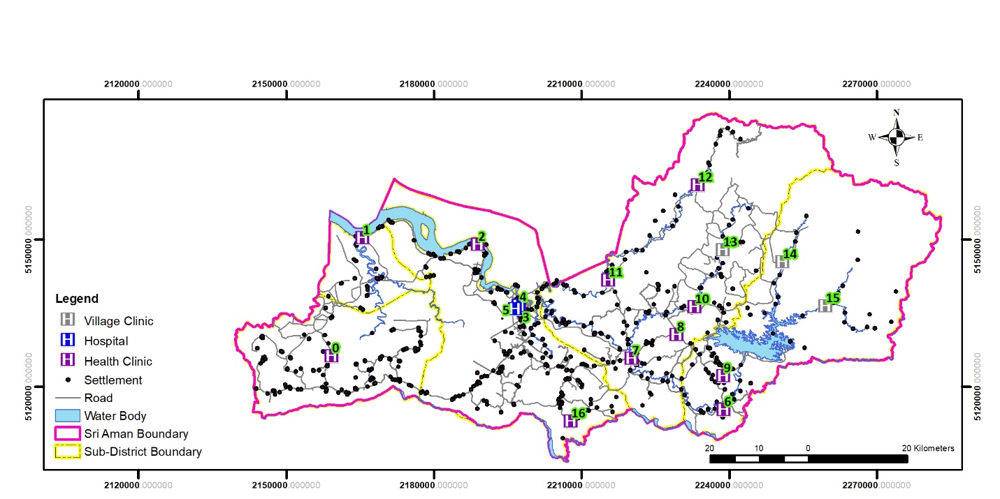 2120000.000000 2150000.000000 2180000.000000 2210000.000000 2240000.000000 2270000.000000
N
W E
S
12
1
2
13
14
11
4
10
15
5
3
8
0
7
9
6
16
5150000.000000
5120000.000000
5150000.000000
5120000.000000
Legend
Village Clinic
Hospital
Health Clinic
Settlement
Road
Water Body
Sri Aman Boundary
Sub-District Boundary
20 10 0 20 Kilometers
2120000.000000 2150000.000000 2180000.000000 2210000.000000 2240000.000000 2270000.000000